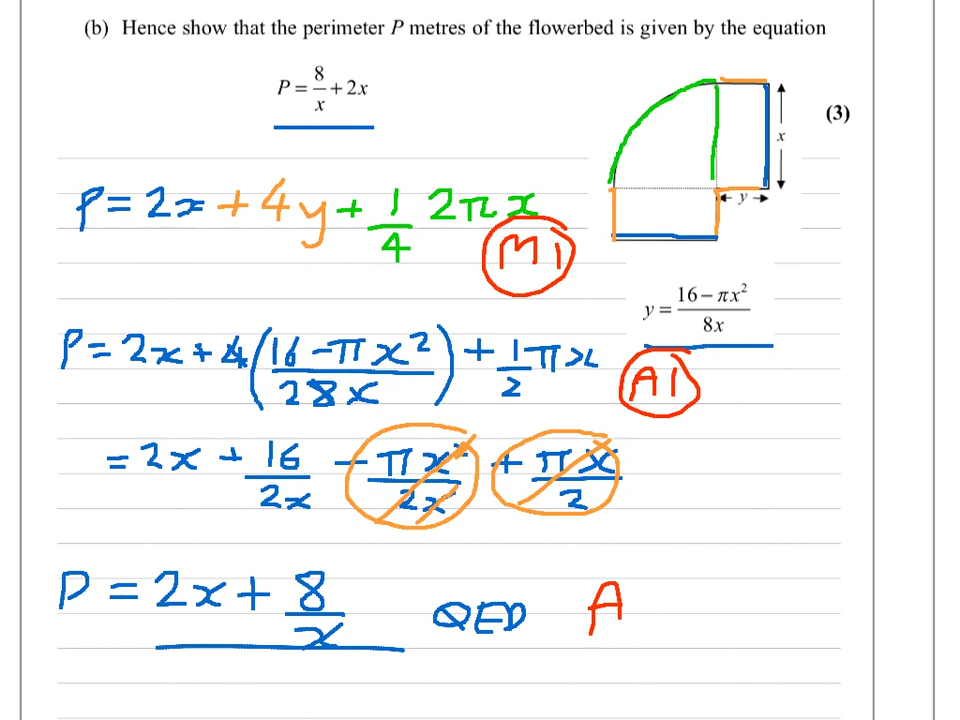 (b) Hence show that the perimeter P metres of the flowerbed is given by the equation
P = 8/x + 2x
(3)
x
y
P = 2x + 4y + 1/4 2πx
M1
y = (16 − πx²)/8x
P = 2x + 4((16 − πx²)/28x) + 1/2 πx
A1
= 2x + 16/2x − πx²/2x + πx/2
P = 2x + 8/x QED A